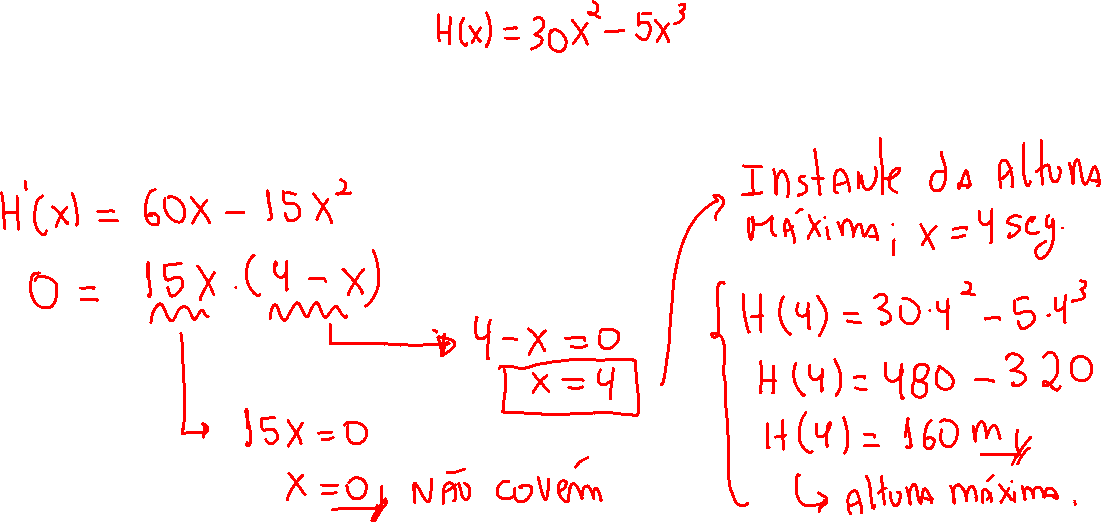 H(x) = 30x² - 5x³
H'(x) = 60x - 15x²
0 = 15x · (4 - x)
4 - x = 0
x = 4
15x = 0
x = 0 NÃO COVÉM
INSTANTE DA ALTURA
MÁXIMA; x = 4 seg.
H(4) = 30·4² - 5·4³
H(4) = 480 - 320
H(4) = 160 m
ALTURA MÁXIMA.